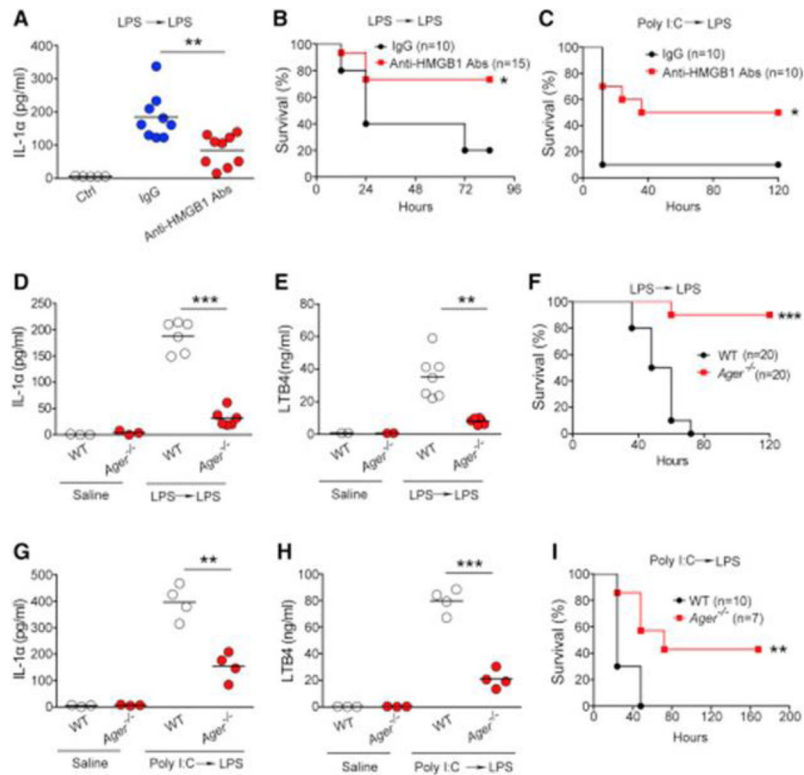 A
LPS → LPS
IL-1α (pg/ml)
400
300
200
100
0
**
Ctrl
IgG
Anti-HMGB1 Abs
B
LPS → LPS
Survival (%)
100
80
60
40
20
0
IgG (n=10)
Anti-HMGB1 Abs (n=15)
*
0 24 48 72 96
Hours
C
Poly I:C → LPS
Survival (%)
100
80
60
40
20
0
IgG (n=10)
Anti-HMGB1 Abs (n=10)
*
0 40 80 120
Hours
D
IL-1α (pg/ml)
250
200
150
100
50
0
***
WT Ager-/- WT Ager-/-
Saline LPS → LPS
E
LTB4(ng/ml)
80
60
40
20
0
**
WT Ager-/- WT Ager-/-
Saline LPS → LPS
F
LPS → LPS
Survival (%)
100
80
60
40
20
0
***
WT (n=20)
Ager-/- (n=20)
0 40 80 120
Hours
G
IL-1α (pg/ml)
500
400
300
200
100
0
**
WT Ager-/- WT Ager-/-
Saline Poly I:C → LPS
H
LTB4 (ng/ml)
100
80
60
40
20
0
***
WT Ager-/- WT Ager-/-
Saline Poly I:C → LPS
I
Poly I:C → LPS
Survival (%)
100
80
60
40
20
0
WT (n=10)
Ager-/- (n=7)
**
0 40 80 120 160 200
Hours